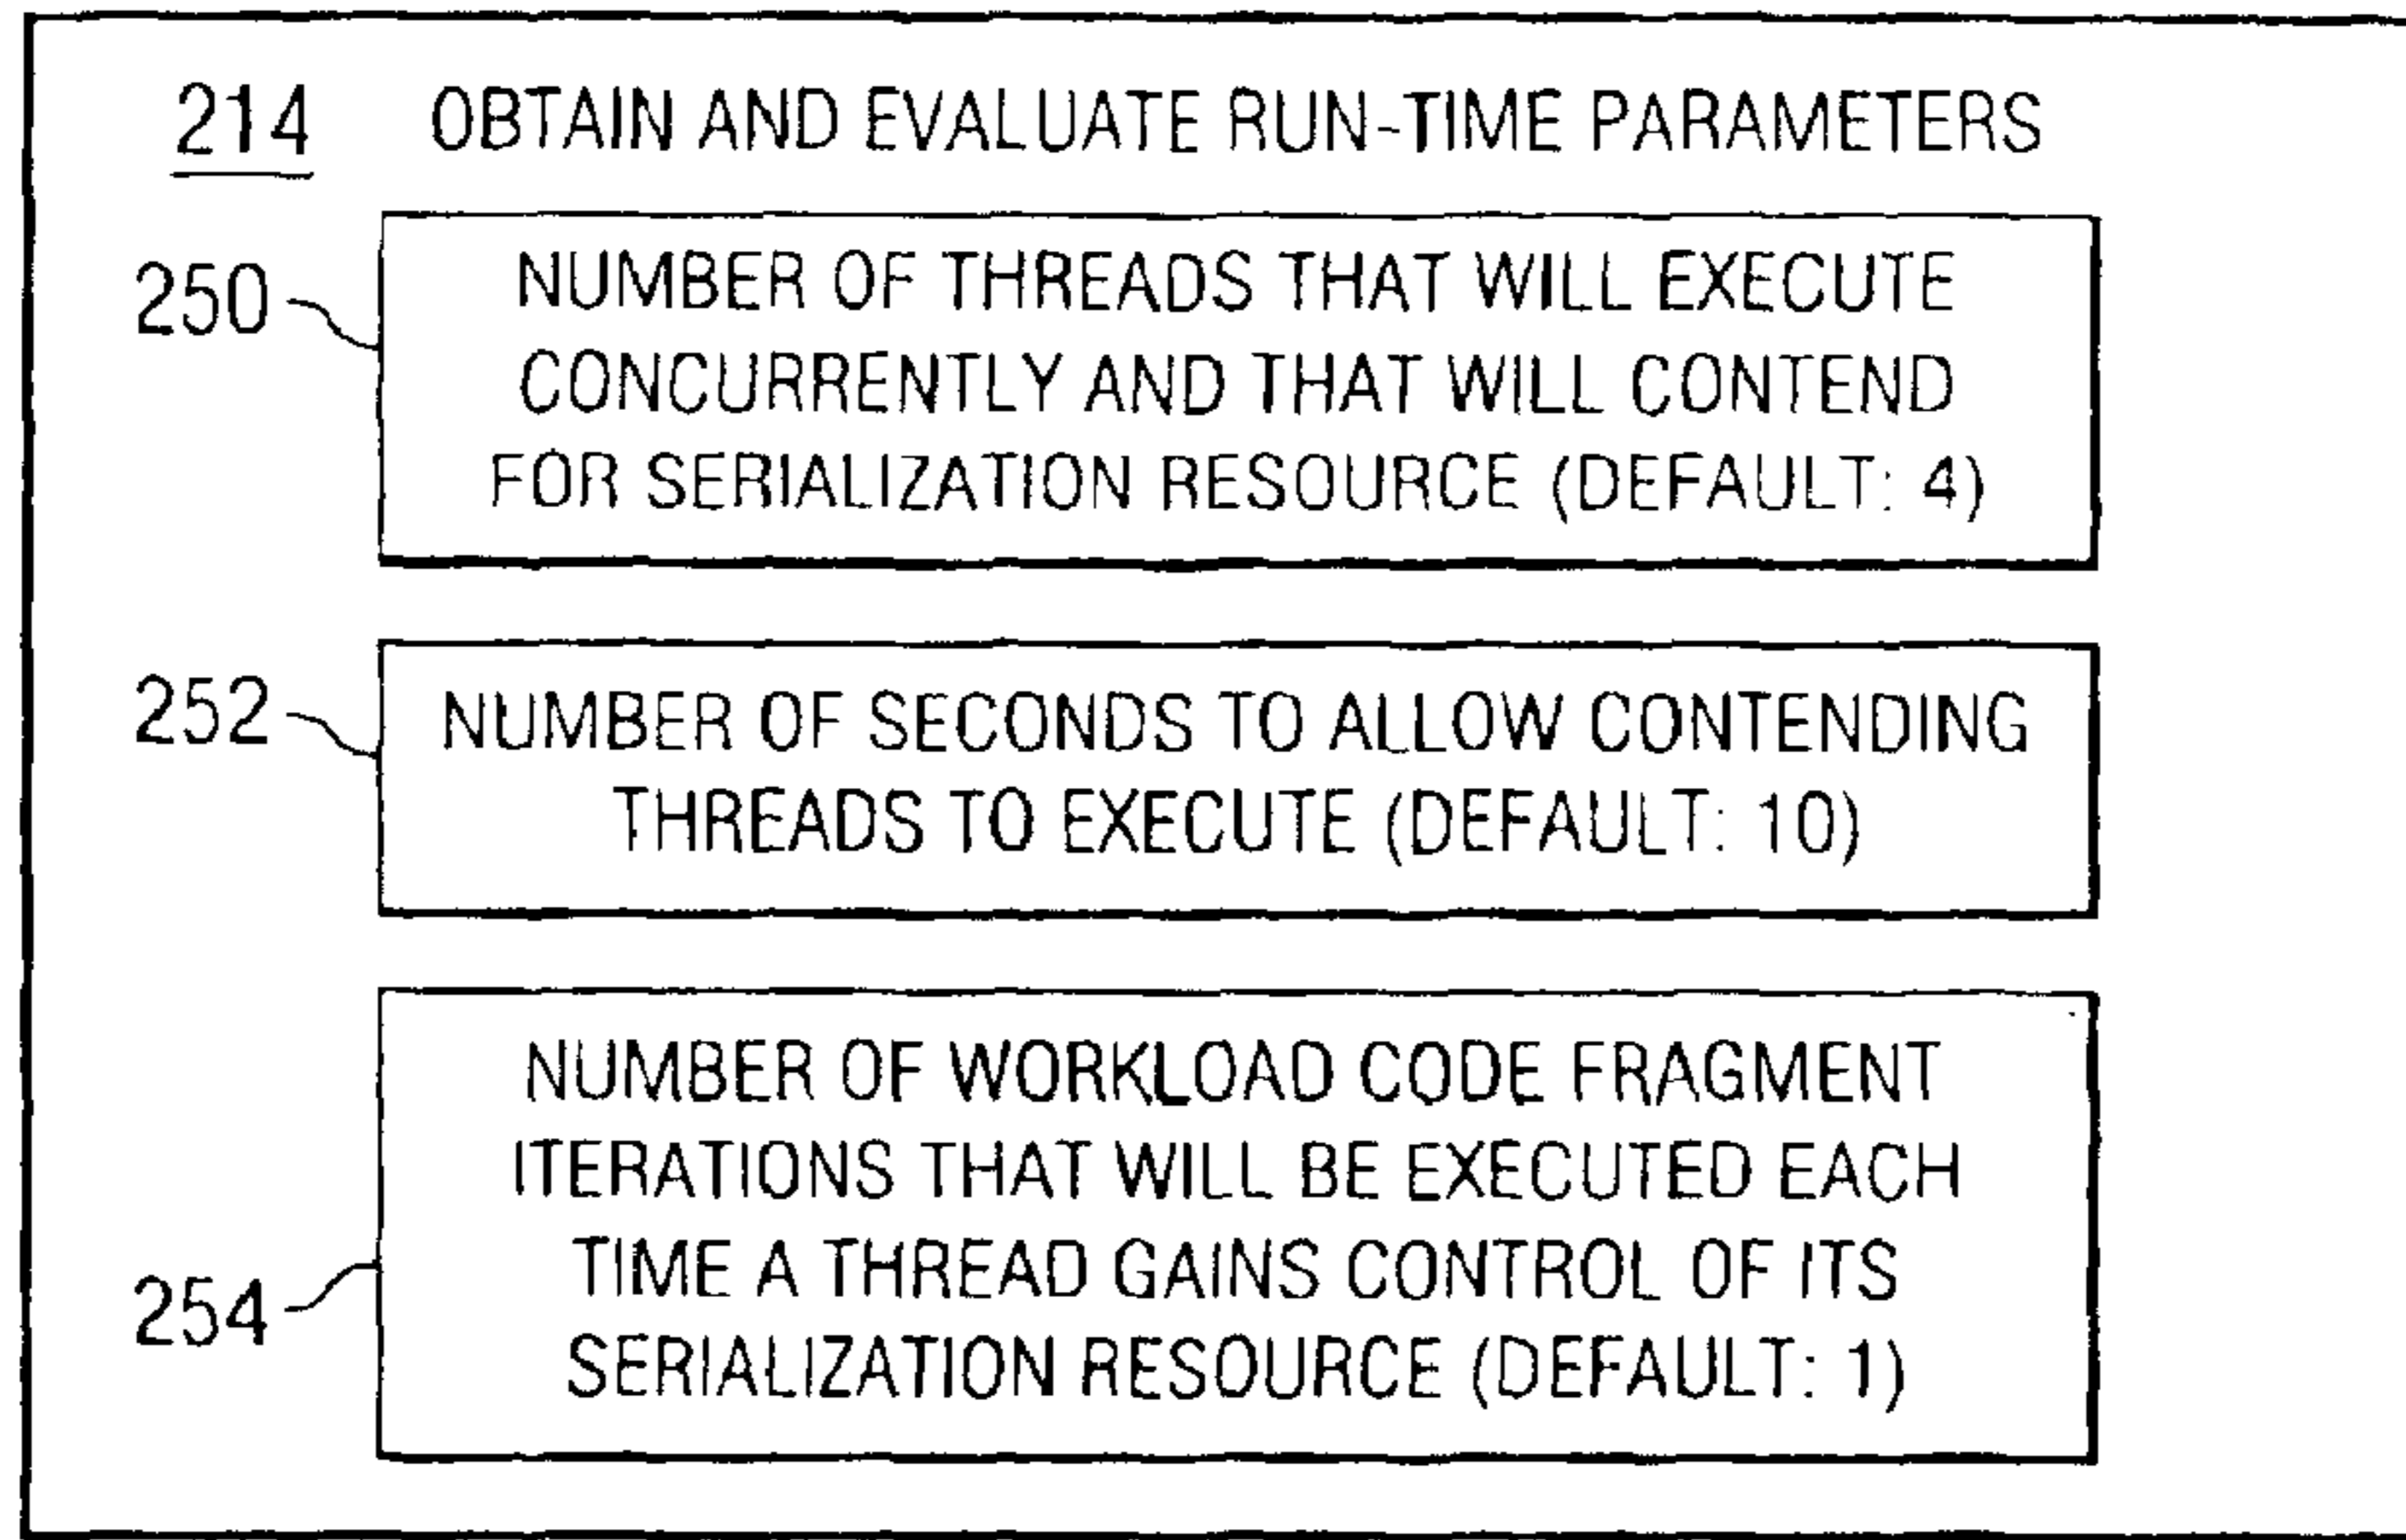 214 OBTAIN AND EVALUATE RUN-TIME PARAMETERS
250
NUMBER OF THREADS THAT WILL EXECUTE
CONCURRENTLY AND THAT WILL CONTEND
FOR SERIALIZATION RESOURCE (DEFAULT: 4)
252
NUMBER OF SECONDS TO ALLOW CONTENDING
THREADS TO EXECUTE (DEFAULT: 10)
254
NUMBER OF WORKLOAD CODE FRAGMENT
ITERATIONS THAT WILL BE EXECUTED EACH
TIME A THREAD GAINS CONTROL OF ITS
SERIALIZATION RESOURCE (DEFAULT: 1)